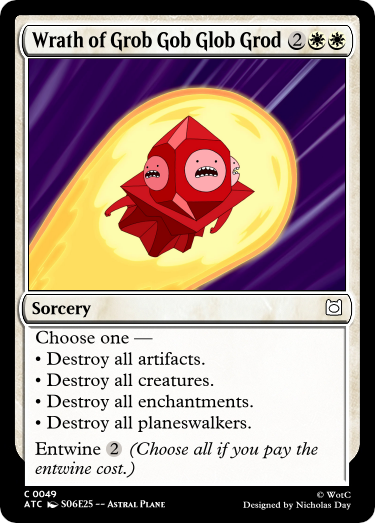 Wrath of Grob Gob Glob Grod 2
Sorcery
Choose one —
• Destroy all artifacts.
• Destroy all creatures.
• Destroy all enchantments.
• Destroy all planeswalkers.
Entwine 2 (Choose all if you pay the
entwine cost.)
C 0049 © WotC
ATC S06E25 -- Astral Plane Designed by Nicholas Day